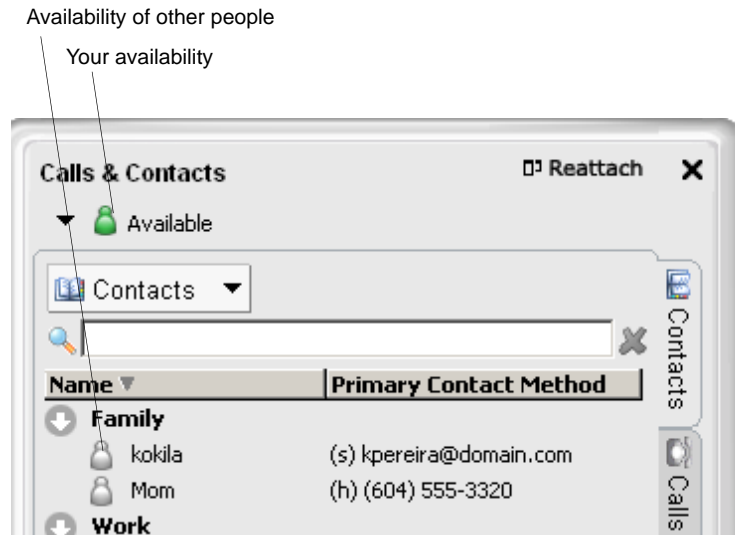 Availability of other people
Your availability
Calls & Contacts
Reattach
Available
Contacts
Name
Primary Contact Method
Family
kokila
(s) kpereira@domain.com
Mom
(h) (604) 555-3320
Work
Contacts
Calls